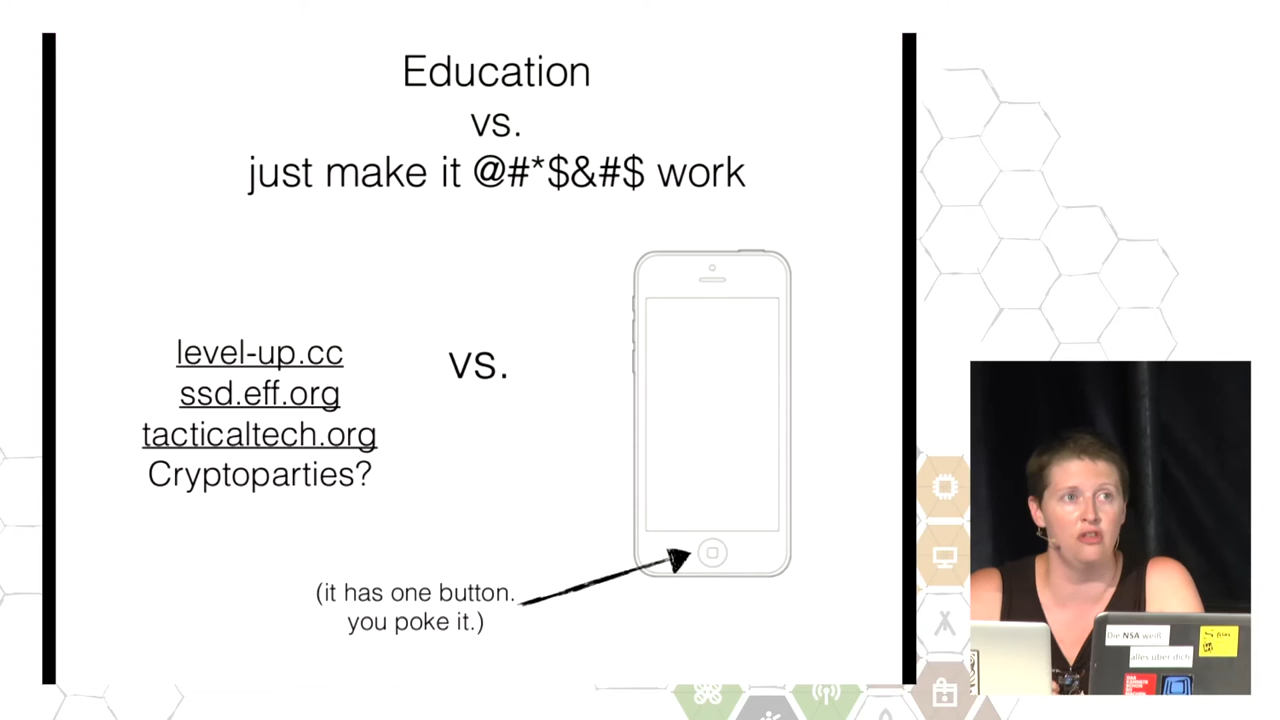 Education
vs.
just make it @#*$&#$ work
level-up.cc
ssd.eff.org
tacticaltech.org
Cryptoparties?
vs.
(it has one button.
you poke it.)
Die NSA weiß
alles über dich